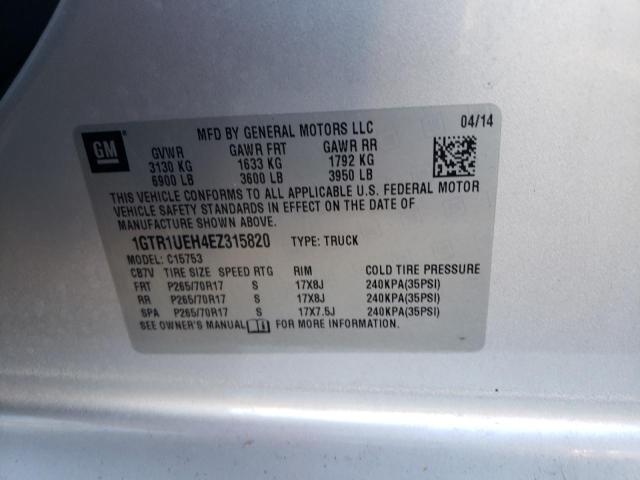 GM
MFD BY GENERAL MOTORS LLC 04/14
GVWR GAWR FRT GAWR RR
3130 KG 1633 KG 1792 KG
6900 LB 3600 LB 3950 LB
THIS VEHICLE CONFORMS TO ALL APPLICABLE U.S. FEDERAL MOTOR
VEHICLE SAFETY STANDARDS IN EFFECT ON THE DATE OF
MANUFACTURE SHOWN ABOVE.
1GTR1UEH4EZ315820 TYPE: TRUCK
MODEL: C15753
CBTV TIRE SIZE SPEED RTG RIM COLD TIRE PRESSURE
FRT P265/70R17 S 17X8J 240KPA(35PSI)
RR P265/70R17 S 17X8J 240KPA(35PSI)
SPA P265/70R17 S 17X7.5J 240KPA(35PSI)
SEE OWNER'S MANUAL FOR MORE INFORMATION.